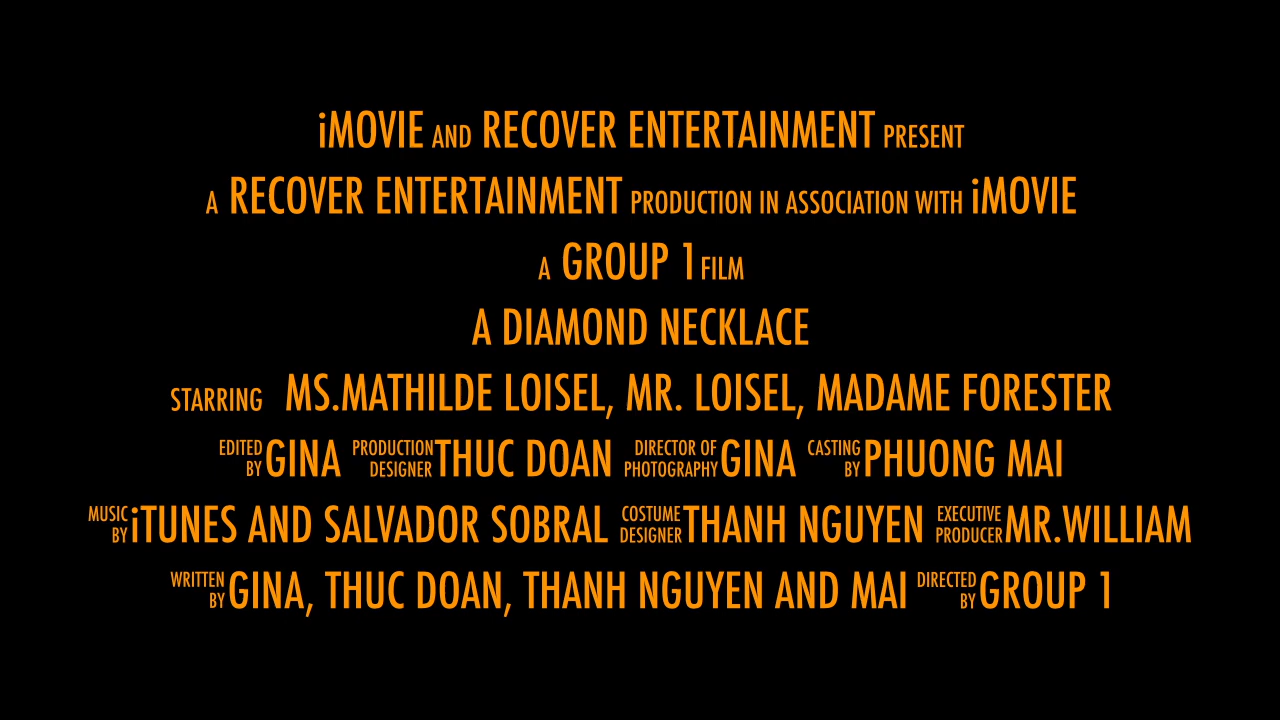 iMOVIE AND RECOVER ENTERTAINMENT PRESENT
A RECOVER ENTERTAINMENT PRODUCTION IN ASSOCIATION WITH iMOVIE
A GROUP 1 FILM
A DIAMOND NECKLACE
STARRING MS.MATHILDE LOISEL, MR. LOISEL, MADAME FORESTER
EDITED BY GINA PRODUCTION DESIGNER THUC DOAN DIRECTOR OF PHOTOGRAPHY GINA CASTING BY PHUONG MAI
MUSIC BY iTUNES AND SALVADOR SOBRAL COSTUME DESIGNER THANH NGUYEN EXECUTIVE PRODUCER MR.WILLIAM
WRITTEN BY GINA, THUC DOAN, THANH NGUYEN AND MAI DIRECTED BY GROUP 1